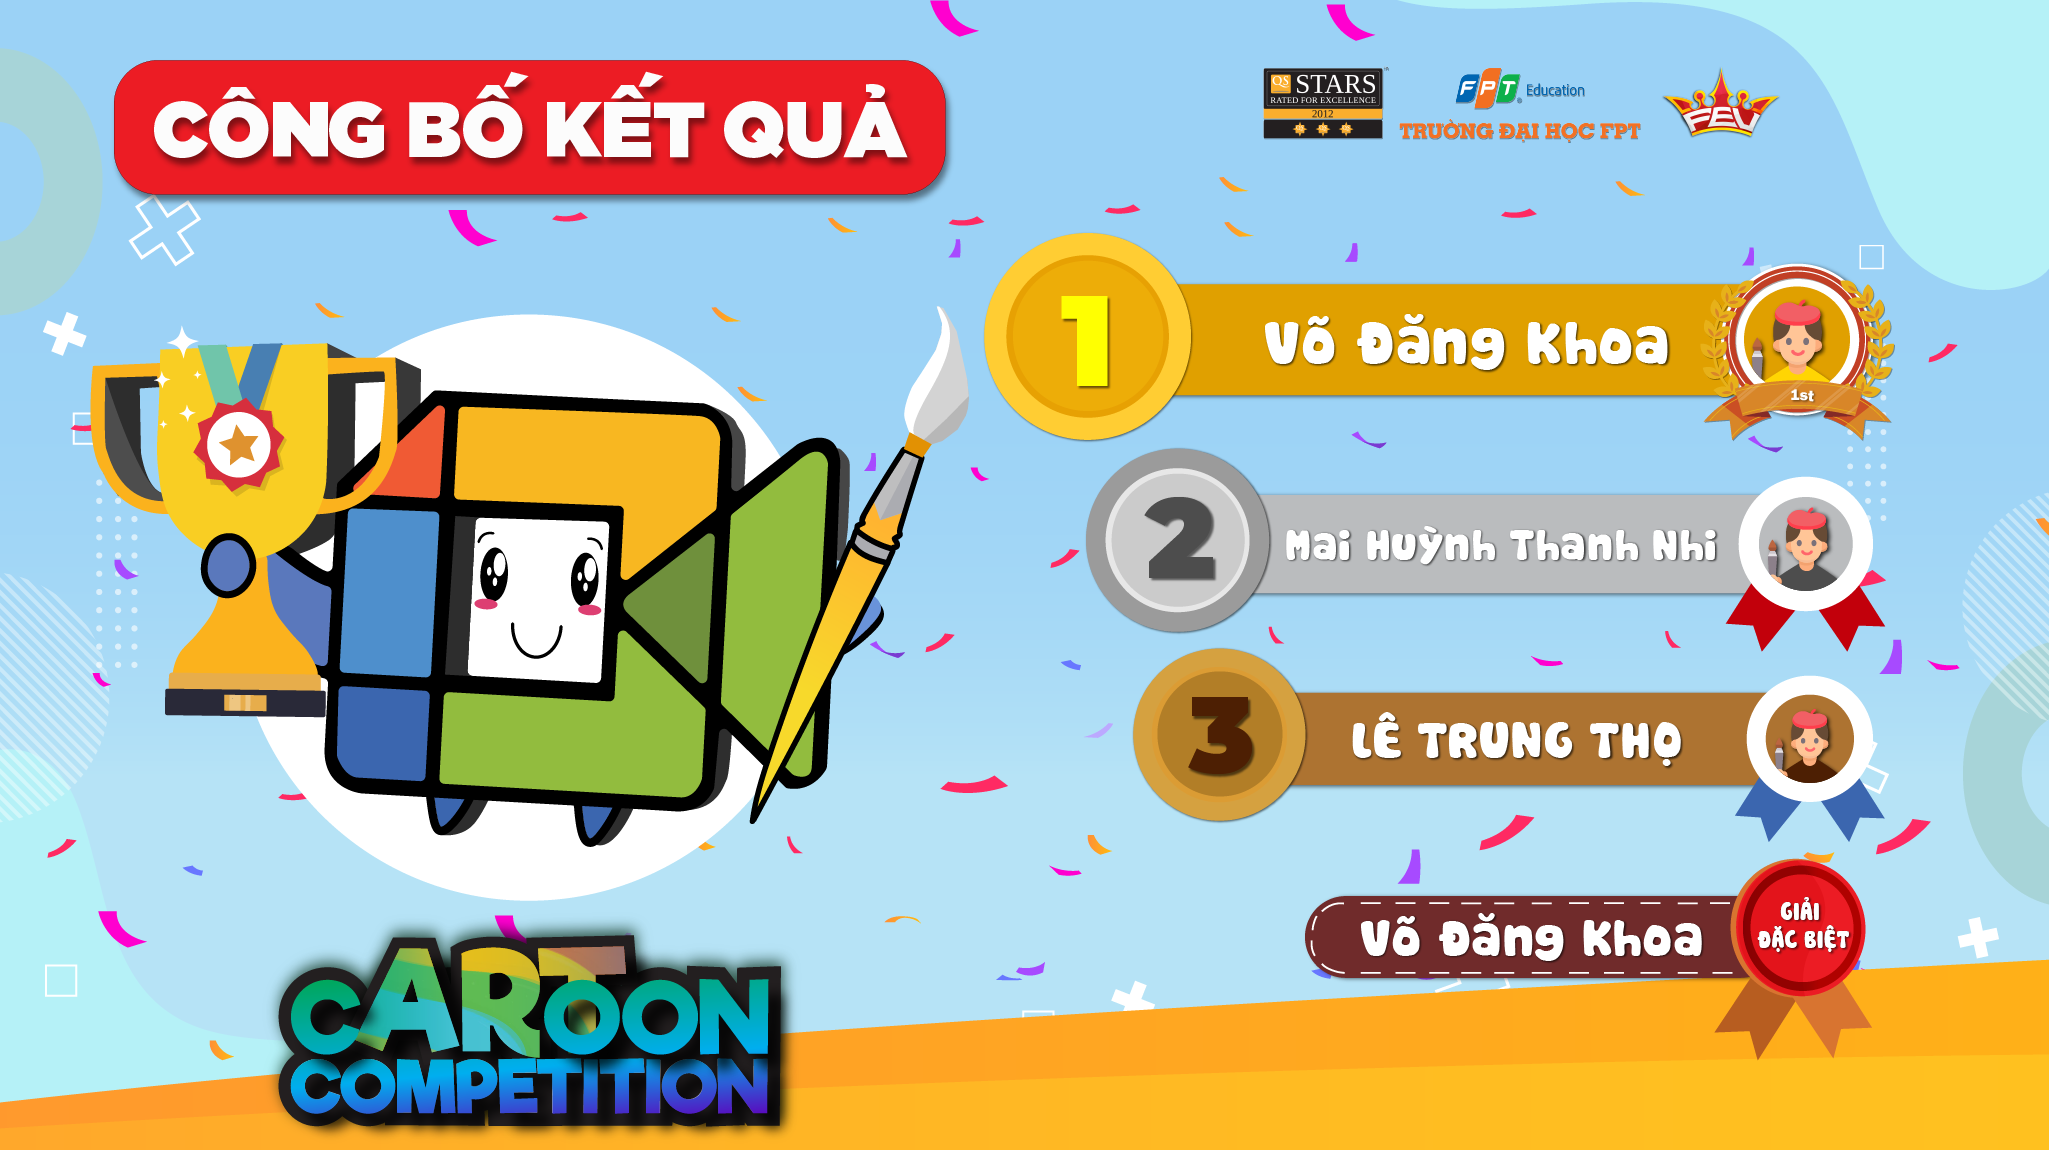 CÔNG BỐ KẾT QUẢ
QS STARS
RATED FOR EXCELLENCE
2012
FPT Education
TRƯỜNG ĐẠI HỌC FPT
FEV
1
Võ Đăng Khoa
1st
2
Mai Huỳnh Thanh Nhi
3
LÊ TRUNG THỌ
Võ Đăng Khoa
GIẢI
ĐẶC BIỆT
CARTOON
COMPETITION